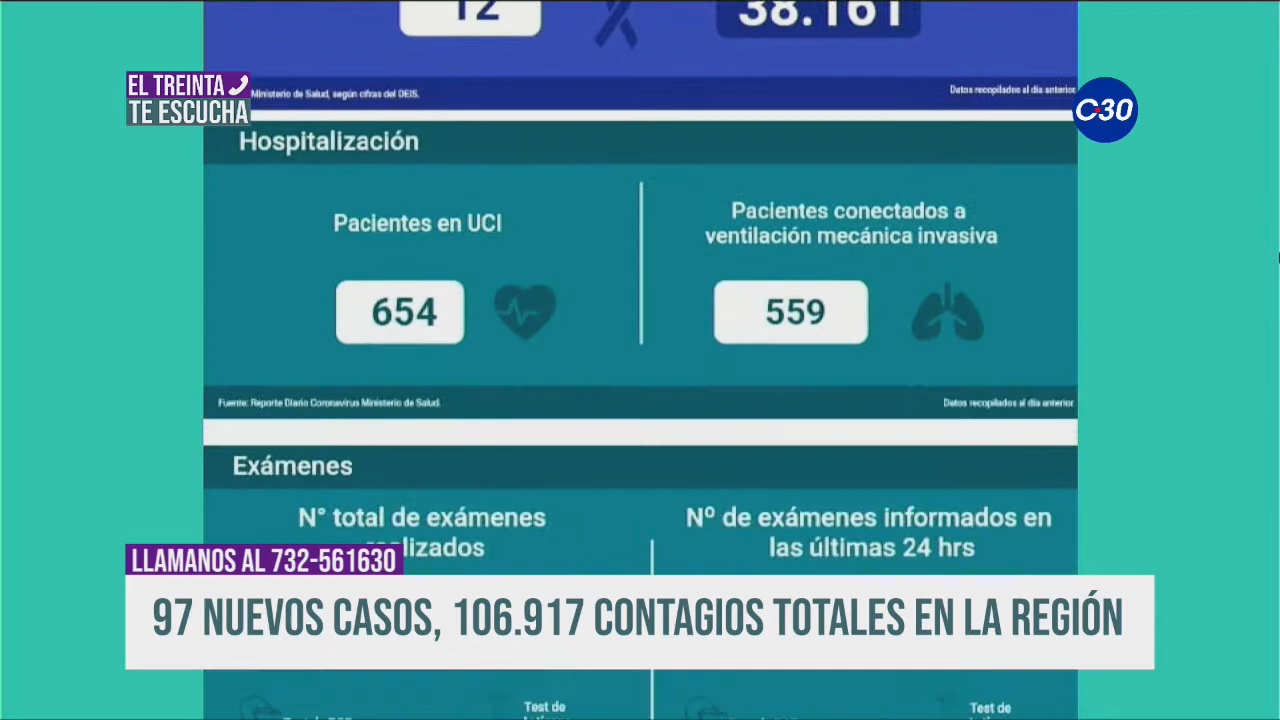 12
38.161
EL TREINTA
TE ESCUCHA
Ministerio de Salud, según cifras del DEIS.
Datos recopilados al día anterior
C30
Hospitalización
Pacientes en UCI
Pacientes conectados a
ventilación mecánica invasiva
654
559
Fuente: Reporte Diario Coronavirus Ministerio de Salud.
Datos recopilados al día anterior
Exámenes
N° total de exámenes
Nº de exámenes informados en
las últimas 24 hrs
LLAMANOS AL 732-561630
97 NUEVOS CASOS, 106.917 CONTAGIOS TOTALES EN LA REGIÓN
Test de
Test de